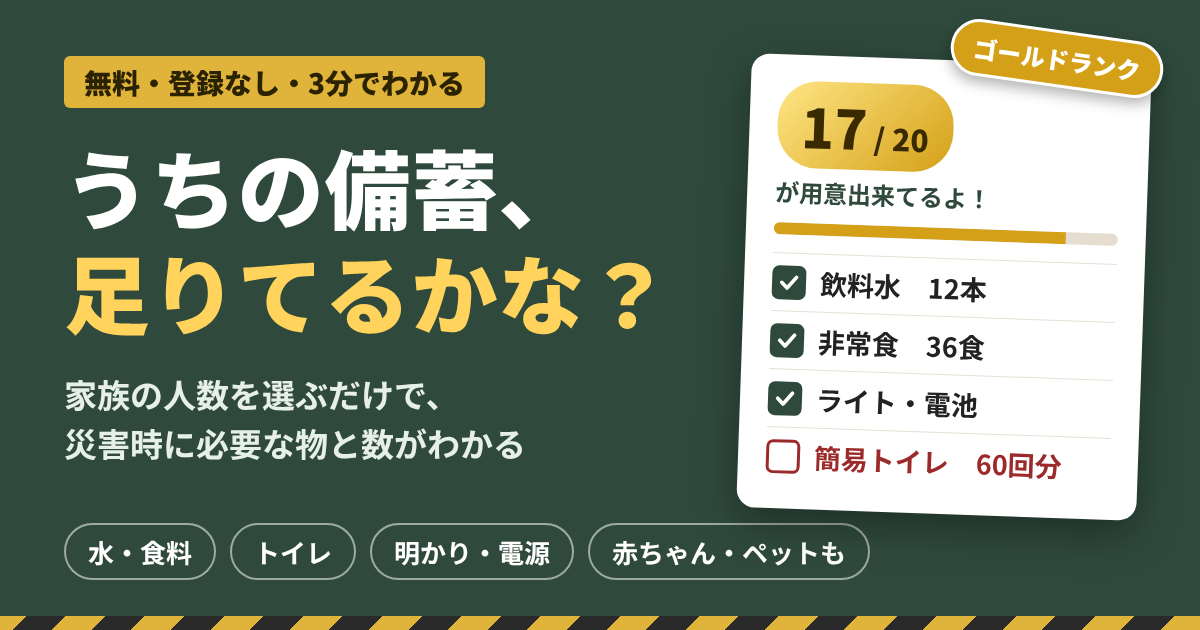 無料・登録なし・3分でわかる
うちの備蓄、
足りてるかな？
家族の人数を選ぶだけで、
災害時に必要な物と数がわかる
水・食料
トイレ
明かり・電源
赤ちゃん・ペットも
ゴールドランク
17 / 20
が用意出来てるよ！
飲料水　12本
非常食　36食
ライト・電池
簡易トイレ　60回分